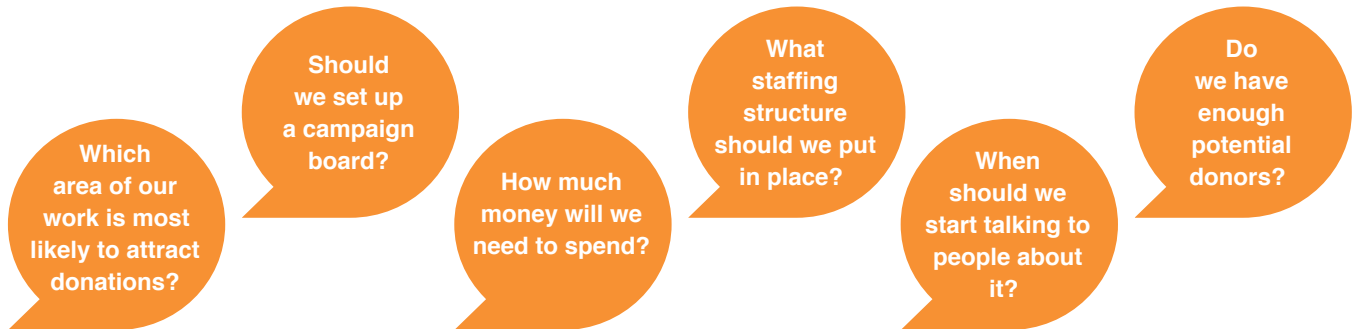 Which
area of our
work is most
likely to attract
donations?
Should
we set up
a campaign
board?
How much
money will we
need to spend?
What
staffing
structure
should we put
in place?
When
should we
start talking to
people about
it?
Do
we have
enough
potential
donors?